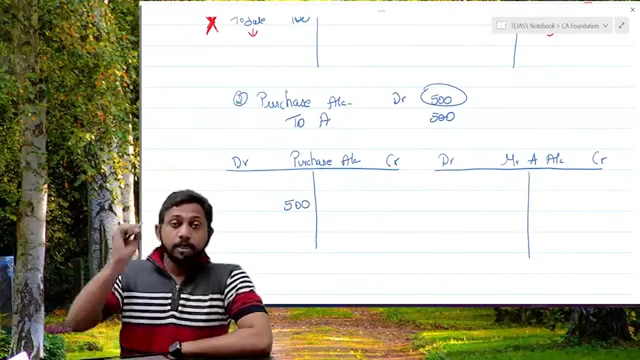 TEJAS's Notebook > CA Foundation
X To Sale 100
② Purchase A/c Dr 500
To A 500
Dr Purchase A/c Cr
Dr Mr A A/c Cr
500